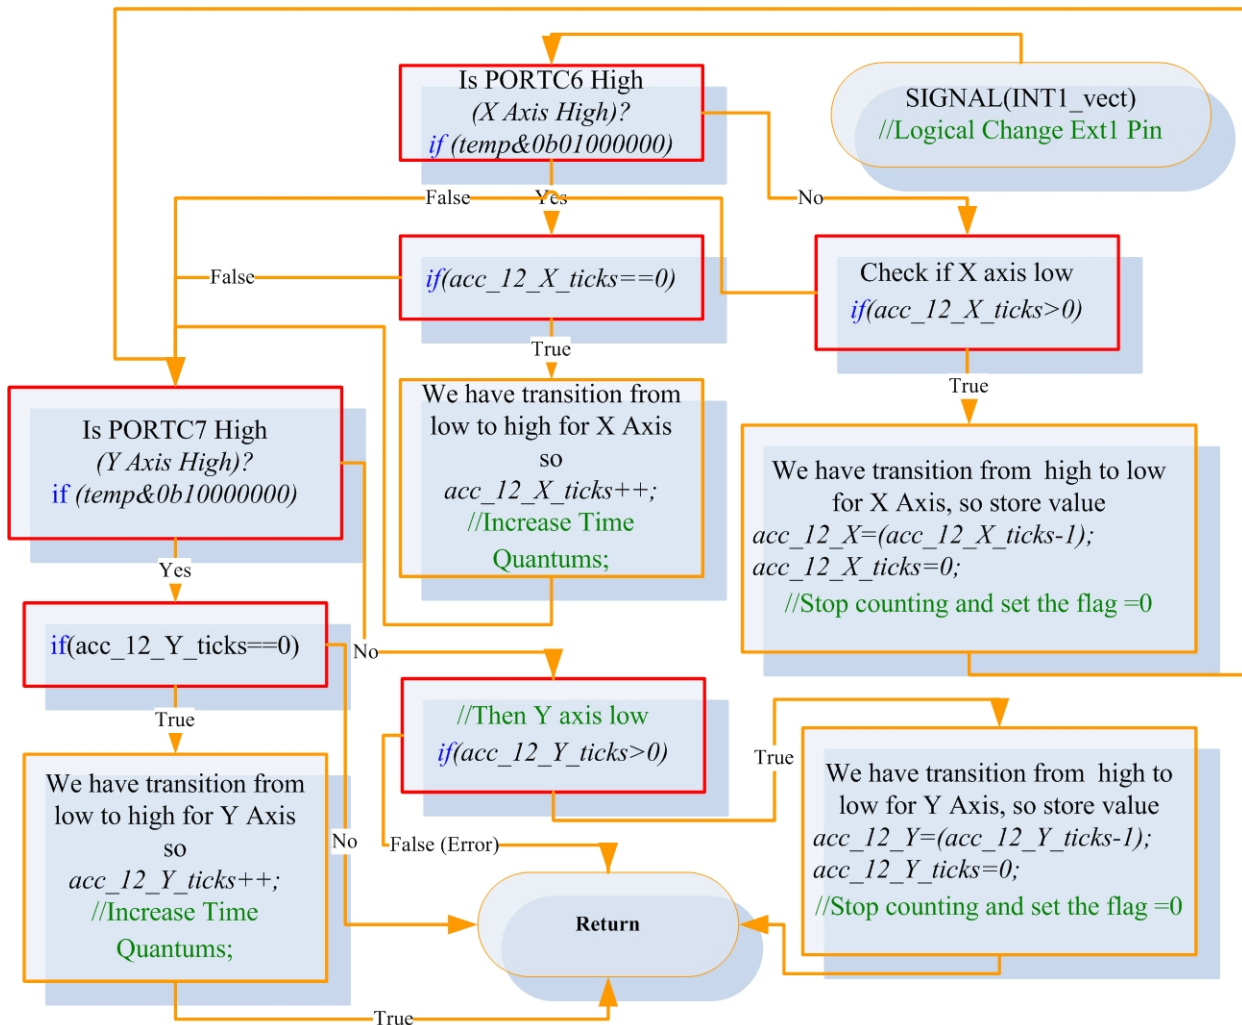 SIGNAL(INT1_vect)
//Logical Change Ext1 Pin
Is PORTC6 High
(X Axis High)?
if (temp&0b01000000)
False
Yes
No
False
if(acc_12_X_ticks==0)
Check if X axis low
if(acc_12_X_ticks>0)
True
True
We have transition from
low to high for X Axis
so
acc_12_X_ticks++;
//Increase Time
Quantums;
Is PORTC7 High
(Y Axis High)?
if (temp&0b10000000)
We have transition from  high to low
for X Axis, so store value
acc_12_X=(acc_12_X_ticks-1);
acc_12_X_ticks=0;
//Stop counting and set the flag =0
Yes
if(acc_12_Y_ticks==0)
No
True
//Then Y axis low
if(acc_12_Y_ticks>0)
True
We have transition from
low to high for Y Axis
so
acc_12_Y_ticks++;
//Increase Time
Quantums;
No
False (Error)
We have transition from  high to
low for Y Axis, so store value
acc_12_Y=(acc_12_Y_ticks-1);
acc_12_Y_ticks=0;
//Stop counting and set the flag =0
Return
True